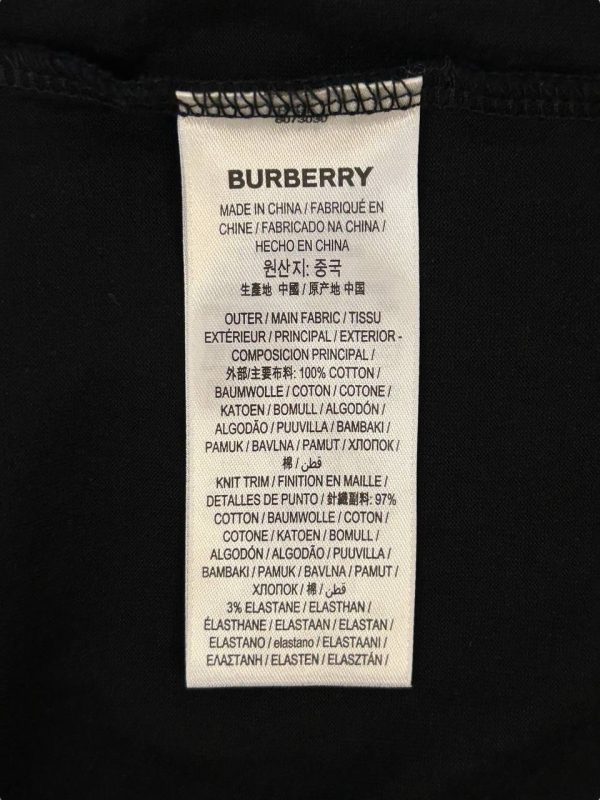 8073030
BURBERRY
MADE IN CHINA / FABRIQUÉ EN
CHINE / FABRICADO NA CHINA /
HECHO EN CHINA
원산지: 중국
生產地 中國 / 原产地 中国
OUTER / MAIN FABRIC / TISSU
EXTÉRIEUR / PRINCIPAL / EXTERIOR -
COMPOSICION PRINCIPAL /
外部/主要布料: 100% COTTON /
BAUMWOLLE / COTON / COTONE /
KATOEN / BOMULL / ALGODÓN /
ALGODÃO / PUUVILLA / BAMBAKI /
PAMUK / BAVLNA / PAMUT / ХЛОПОК /
棉 / قطن /
KNIT TRIM / FINITION EN MAILLE /
DETALLES DE PUNTO / 針織副料: 97%
COTTON / BAUMWOLLE / COTON /
COTONE / KATOEN / BOMULL /
ALGODÓN / ALGODÃO / PUUVILLA /
BAMBAKI / PAMUK / BAVLNA / PAMUT /
ХЛОПОК / 棉 / قطن /
3% ELASTANE / ELASTHAN /
ÉLASTHANE / ELASTAAN / ELASTAN /
ELASTANO / elastano / ELASTAANI /
ΕΛΑΣΤΑΝΗ / ELASTEN / ELASZTÁN /